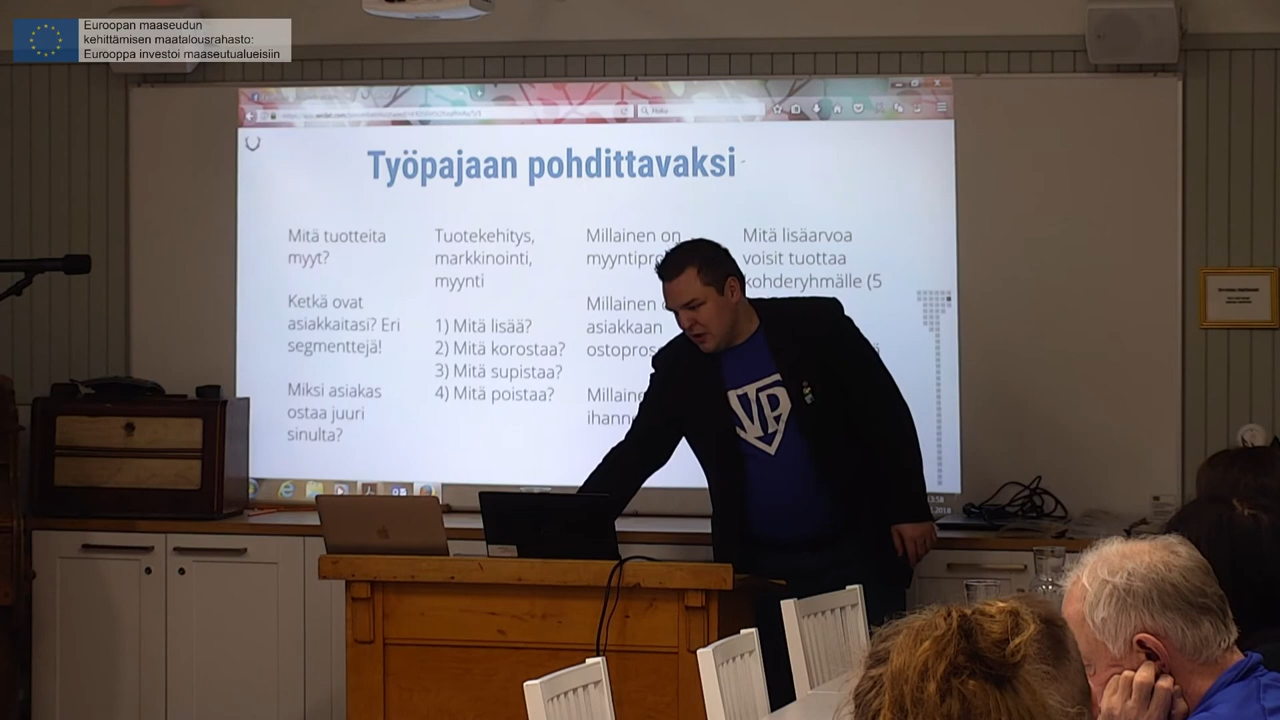 Euroopan maaseudun
kehittämisen maatalousrahasto:
Eurooppa investoi maaseutualueisiin
Työpajaan pohdittavaksi
Mitä tuotteita
myyt?
Ketkä ovat
asiakkaitasi? Eri
segmenttejä!
Miksi asiakas
ostaa juuri
sinulta?
Tuotekehitys,
markkinointi,
myynti
1) Mitä lisää?
2) Mitä korostaa?
3) Mitä supistaa?
4) Mitä poistaa?
Millainen on
Millainen
asiakkaan
Mitä lisäarvoa
voisit tuottaa
kohderyhmälle (5
VP